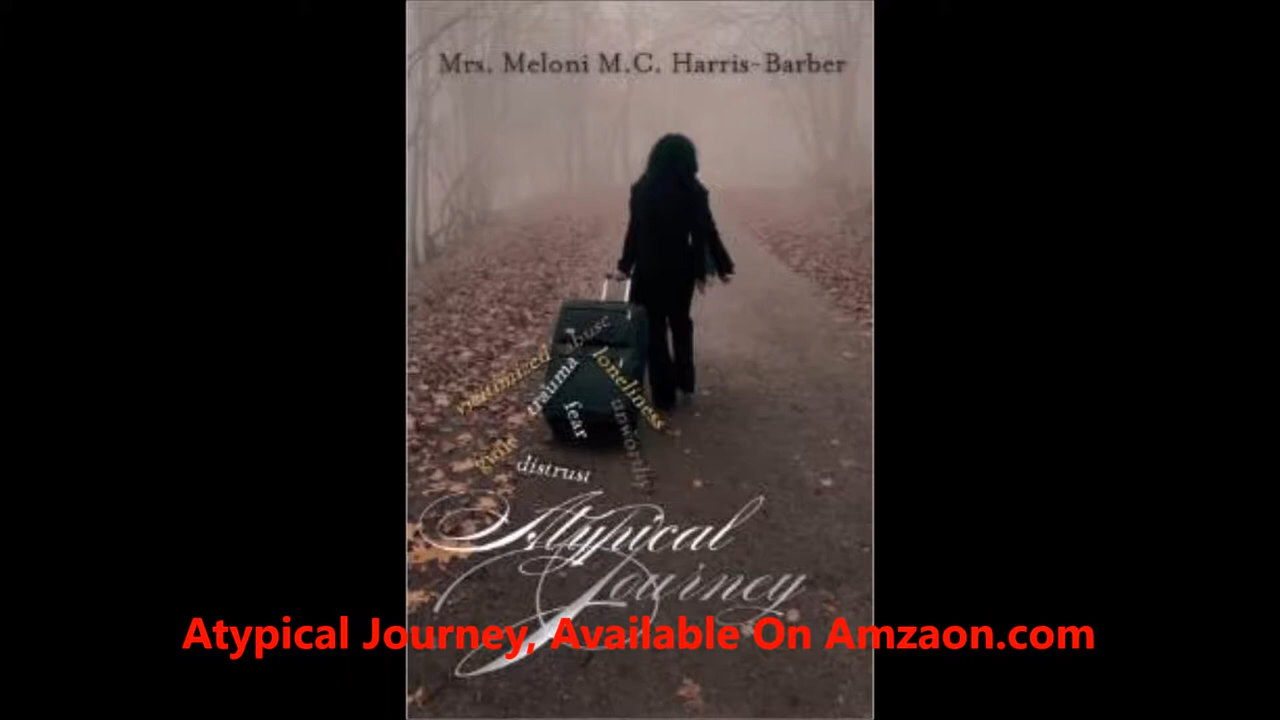 Mrs. Meloni M.C. Harris-Barber
abuse
victimized
trauma
loneliness
fear
unworthy
guilt
distrust
Atypical
Journey
Atypical Journey, Available On Amzaon.com